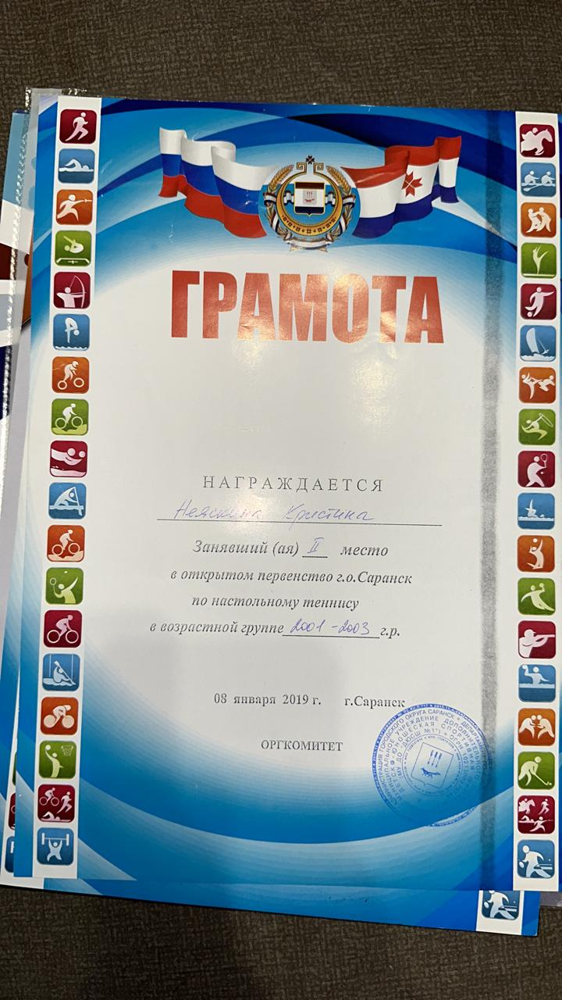 ГРАМОТА
НАГРАЖДАЕТСЯ
Неяскина Кристина
Занявший (ая) II место
в открытом первенство г.о.Саранск
по настольному теннису
в возрастной группе 2001-2003 г.р.
08 января 2019 г. г.Саранск
ОРГКОМИТЕТ